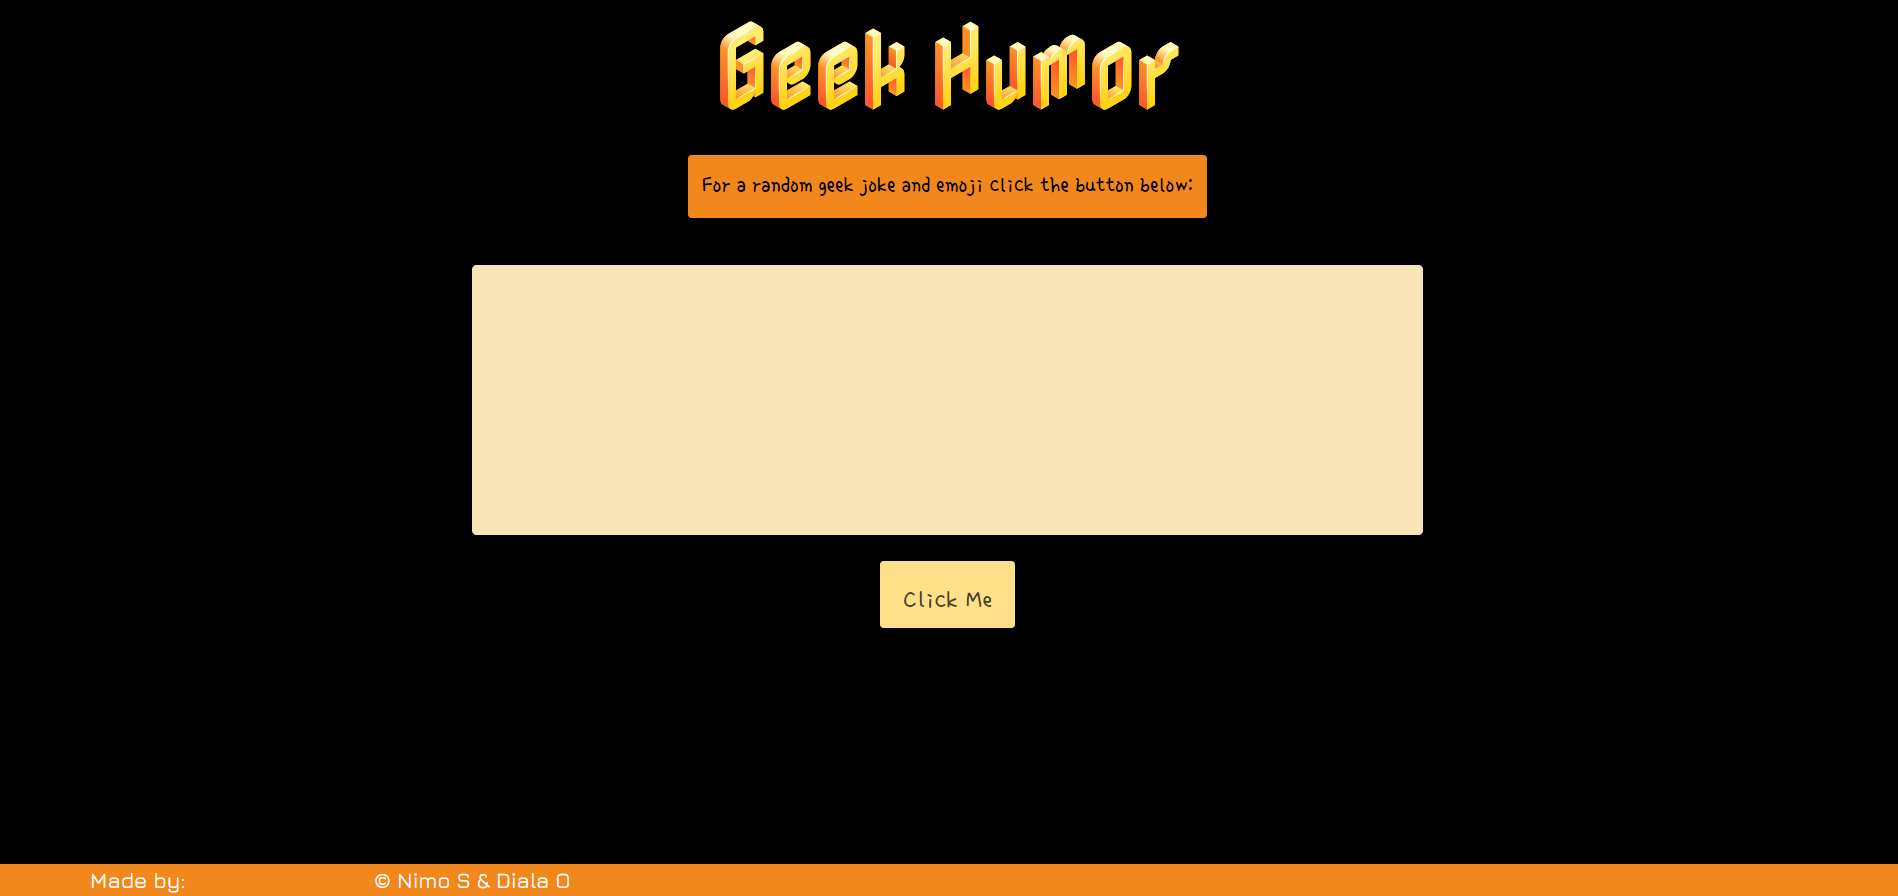 Geek Humor
For a random geek joke and emoji click the button below:
Click Me
Made by: © Nimo S & Diala O